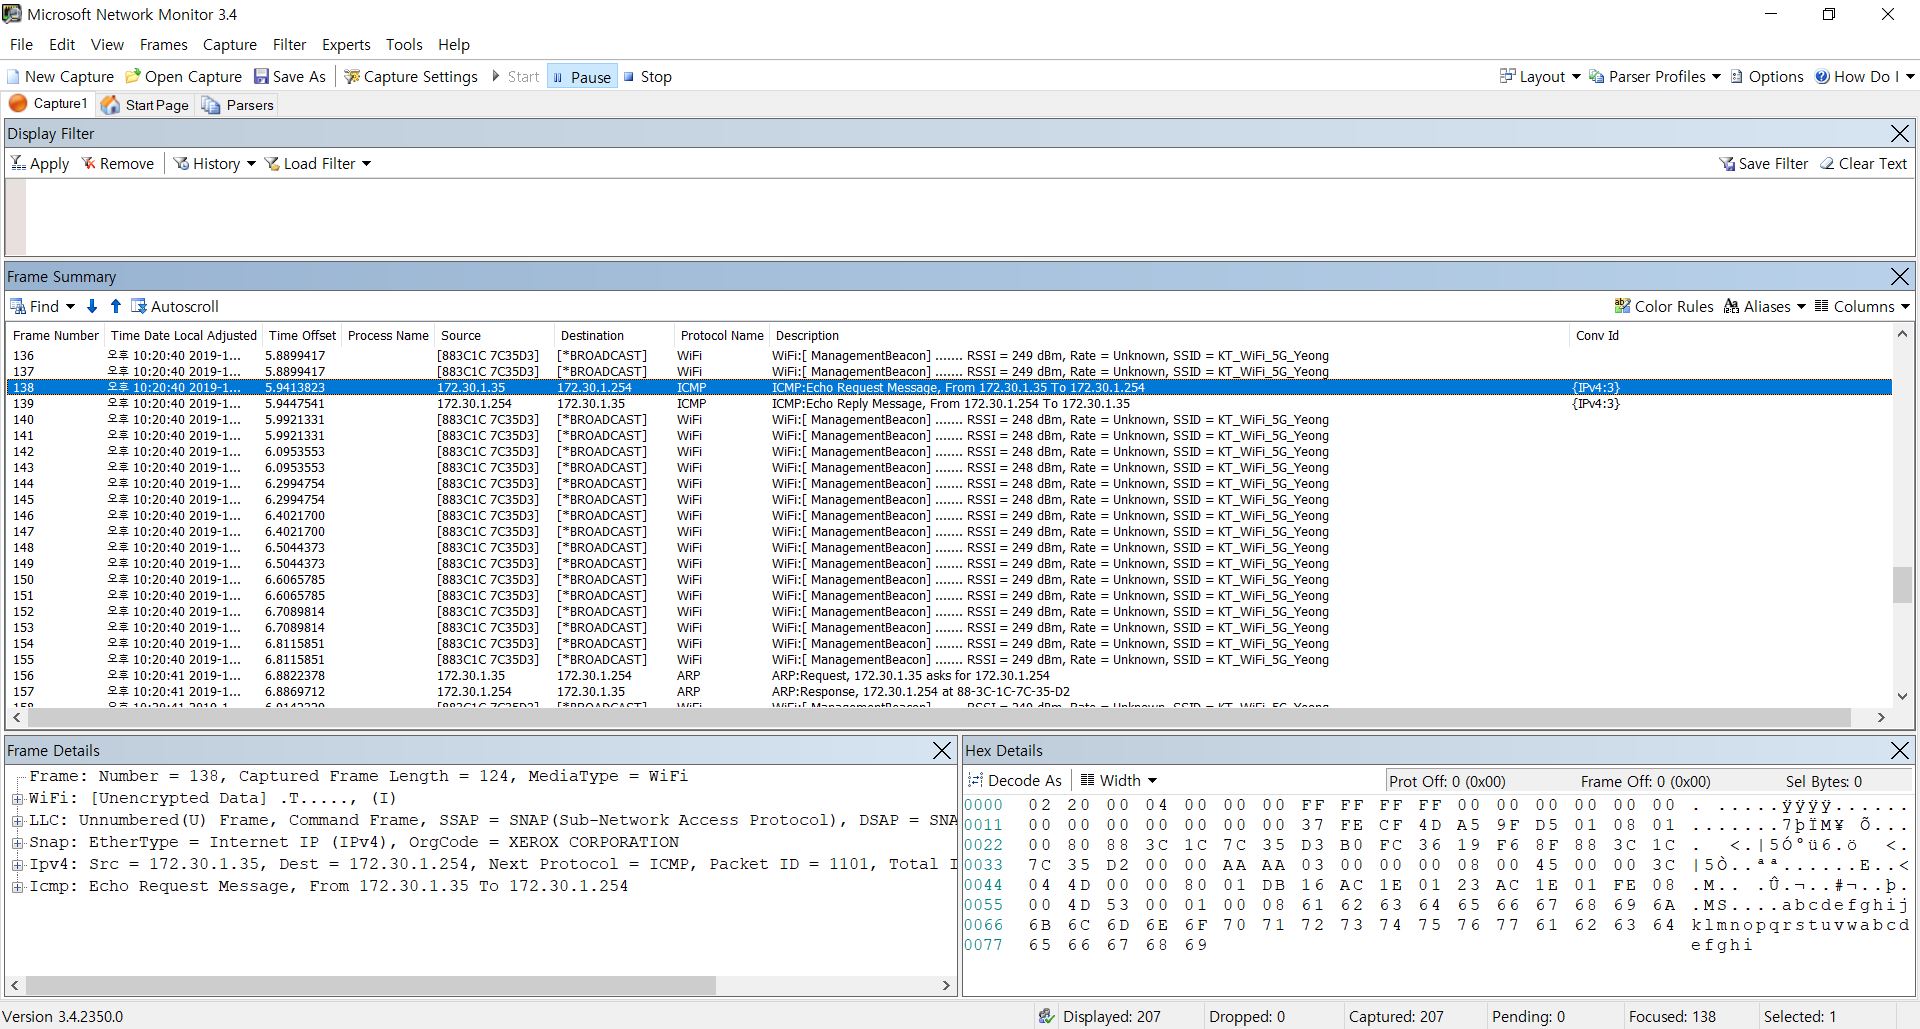 Microsoft Network Monitor 3.4
File Edit View Frames Capture Filter Experts Tools Help
New Capture Open Capture Save As Capture Settings Start Pause Stop Layout Parser Profiles Options How Do I
Capture1 Start Page Parsers
Display Filter
Apply Remove History Load Filter Save Filter Clear Text
Frame Summary
Find Autoscroll Color Rules Aliases Columns
Frame Number Time Date Local Adjusted Time Offset Process Name Source Destination Protocol Name Description Conv Id
136 오후 10:20:40 2019-1... 5.8899417 [883C1C 7C35D3] [*BROADCAST] WiFi WiFi:[ ManagementBeacon] ....... RSSI = 249 dBm, Rate = Unknown, SSID = KT_WiFi_5G_Yeong
137 오후 10:20:40 2019-1... 5.8899417 [883C1C 7C35D3] [*BROADCAST] WiFi WiFi:[ ManagementBeacon] ....... RSSI = 249 dBm, Rate = Unknown, SSID = KT_WiFi_5G_Yeong
138 오후 10:20:40 2019-1... 5.9413823 172.30.1.35 172.30.1.254 ICMP ICMP:Echo Request Message, From 172.30.1.35 To 172.30.1.254 {IPv4:3}
139 오후 10:20:40 2019-1... 5.9447541 172.30.1.254 172.30.1.35 ICMP ICMP:Echo Reply Message, From 172.30.1.254 To 172.30.1.35 {IPv4:3}
140 오후 10:20:40 2019-1... 5.9921331 [883C1C 7C35D3] [*BROADCAST] WiFi WiFi:[ ManagementBeacon] ....... RSSI = 248 dBm, Rate = Unknown, SSID = KT_WiFi_5G_Yeong
141 오후 10:20:40 2019-1... 5.9921331 [883C1C 7C35D3] [*BROADCAST] WiFi WiFi:[ ManagementBeacon] ....... RSSI = 248 dBm, Rate = Unknown, SSID = KT_WiFi_5G_Yeong
142 오후 10:20:40 2019-1... 6.0953553 [883C1C 7C35D3] [*BROADCAST] WiFi WiFi:[ ManagementBeacon] ....... RSSI = 248 dBm, Rate = Unknown, SSID = KT_WiFi_5G_Yeong
143 오후 10:20:40 2019-1... 6.0953553 [883C1C 7C35D3] [*BROADCAST] WiFi WiFi:[ ManagementBeacon] ....... RSSI = 248 dBm, Rate = Unknown, SSID = KT_WiFi_5G_Yeong
144 오후 10:20:40 2019-1... 6.2994754 [883C1C 7C35D3] [*BROADCAST] WiFi WiFi:[ ManagementBeacon] ....... RSSI = 248 dBm, Rate = Unknown, SSID = KT_WiFi_5G_Yeong
145 오후 10:20:40 2019-1... 6.2994754 [883C1C 7C35D3] [*BROADCAST] WiFi WiFi:[ ManagementBeacon] ....... RSSI = 248 dBm, Rate = Unknown, SSID = KT_WiFi_5G_Yeong
146 오후 10:20:40 2019-1... 6.4021700 [883C1C 7C35D3] [*BROADCAST] WiFi WiFi:[ ManagementBeacon] ....... RSSI = 249 dBm, Rate = Unknown, SSID = KT_WiFi_5G_Yeong
147 오후 10:20:40 2019-1... 6.4021700 [883C1C 7C35D3] [*BROADCAST] WiFi WiFi:[ ManagementBeacon] ....... RSSI = 249 dBm, Rate = Unknown, SSID = KT_WiFi_5G_Yeong
148 오후 10:20:40 2019-1... 6.5044373 [883C1C 7C35D3] [*BROADCAST] WiFi WiFi:[ ManagementBeacon] ....... RSSI = 249 dBm, Rate = Unknown, SSID = KT_WiFi_5G_Yeong
149 오후 10:20:40 2019-1... 6.5044373 [883C1C 7C35D3] [*BROADCAST] WiFi WiFi:[ ManagementBeacon] ....... RSSI = 249 dBm, Rate = Unknown, SSID = KT_WiFi_5G_Yeong
150 오후 10:20:40 2019-1... 6.6065785 [883C1C 7C35D3] [*BROADCAST] WiFi WiFi:[ ManagementBeacon] ....... RSSI = 249 dBm, Rate = Unknown, SSID = KT_WiFi_5G_Yeong
151 오후 10:20:40 2019-1... 6.6065785 [883C1C 7C35D3] [*BROADCAST] WiFi WiFi:[ ManagementBeacon] ....... RSSI = 249 dBm, Rate = Unknown, SSID = KT_WiFi_5G_Yeong
152 오후 10:20:40 2019-1... 6.7089814 [883C1C 7C35D3] [*BROADCAST] WiFi WiFi:[ ManagementBeacon] ....... RSSI = 249 dBm, Rate = Unknown, SSID = KT_WiFi_5G_Yeong
153 오후 10:20:40 2019-1... 6.7089814 [883C1C 7C35D3] [*BROADCAST] WiFi WiFi:[ ManagementBeacon] ....... RSSI = 249 dBm, Rate = Unknown, SSID = KT_WiFi_5G_Yeong
154 오후 10:20:40 2019-1... 6.8115851 [883C1C 7C35D3] [*BROADCAST] WiFi WiFi:[ ManagementBeacon] ....... RSSI = 249 dBm, Rate = Unknown, SSID = KT_WiFi_5G_Yeong
155 오후 10:20:40 2019-1... 6.8115851 [883C1C 7C35D3] [*BROADCAST] WiFi WiFi:[ ManagementBeacon] ....... RSSI = 249 dBm, Rate = Unknown, SSID = KT_WiFi_5G_Yeong
156 오후 10:20:41 2019-1... 6.8822378 172.30.1.35 172.30.1.254 ARP ARP:Request, 172.30.1.35 asks for 172.30.1.254
157 오후 10:20:41 2019-1... 6.8869712 172.30.1.254 172.30.1.35 ARP ARP:Response, 172.30.1.254 at 88-3C-1C-7C-35-D2
Frame Details
Frame: Number = 138, Captured Frame Length = 124, MediaType = WiFi
WiFi: [Unencrypted Data] .T....., (I)
LLC: Unnumbered(U) Frame, Command Frame, SSAP = SNAP(Sub-Network Access Protocol), DSAP = SNA
Snap: EtherType = Internet IP (IPv4), OrgCode = XEROX CORPORATION
Ipv4: Src = 172.30.1.35, Dest = 172.30.1.254, Next Protocol = ICMP, Packet ID = 1101, Total I
Icmp: Echo Request Message, From 172.30.1.35 To 172.30.1.254
Hex Details
Decode As Width Prot Off: 0 (0x00) Frame Off: 0 (0x00) Sel Bytes: 0
0000 02 20 00 04 00 00 00 FF FF FF FF 00 00 00 00 00 00 . .....ÿÿÿÿ......
0011 00 00 00 00 00 00 00 37 FE CF 4D A5 9F D5 01 08 01 .......7þÏM¥ Õ...
0022 00 80 88 3C 1C 7C 35 D3 B0 FC 36 19 F6 8F 88 3C 1C . <.|5Ó°ü6.ö <.
0033 7C 35 D2 00 00 AA AA 03 00 00 00 08 00 45 00 00 3C |5Ò..ªª......E..<
0044 04 4D 00 00 80 01 DB 16 AC 1E 01 23 AC 1E 01 FE 08 .M.. .Û.¬..#¬..þ.
0055 00 4D 53 00 01 00 08 61 62 63 64 65 66 67 68 69 6A .MS....abcdefghij
0066 6B 6C 6D 6E 6F 70 71 72 73 74 75 76 77 61 62 63 64 klmnopqrstuvwabcd
0077 65 66 67 68 69 efghi
Version 3.4.2350.0 Displayed: 207 Dropped: 0 Captured: 207 Pending: 0 Focused: 138 Selected: 1